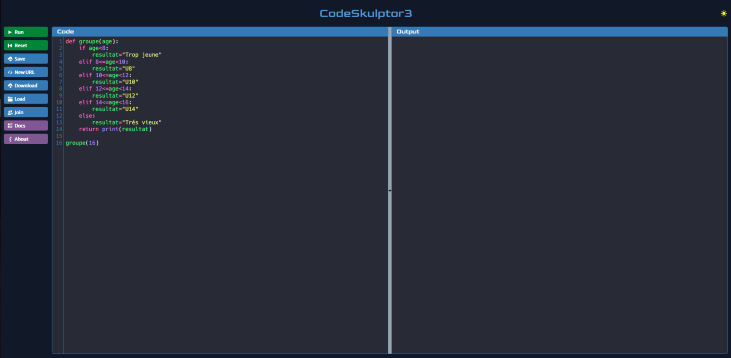 CodeSkulptor3
Run
Reset
Save
NewURL
Download
Load
Join
Docs
About
Code
1 def groupe(age):
2 if age<8:
3 resultat="Trop jeune"
4 elif 8<=age<10:
5 resultat="U8"
6 elif 10<=age<12:
7 resultat="U10"
8 elif 12<=age<14:
9 resultat="U12"
10 elif 14<=age<16:
11 resultat="U14"
12 else:
13 resultat="Trés vieux"
14 return print(resultat)
15
16 groupe(16)
Output